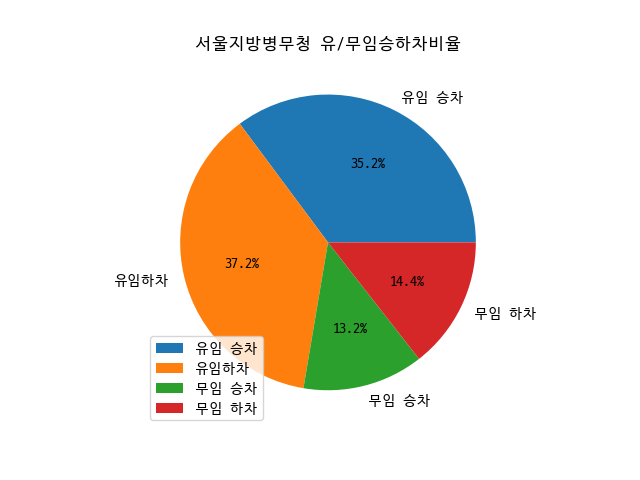 서울지방병무청 유/무임승하차비율
유임 승차
35.2%
37.2%
유임하차
14.4%
무임 하차
13.2%
무임 승차
유임 승차
유임하차
무임 승차
무임 하차